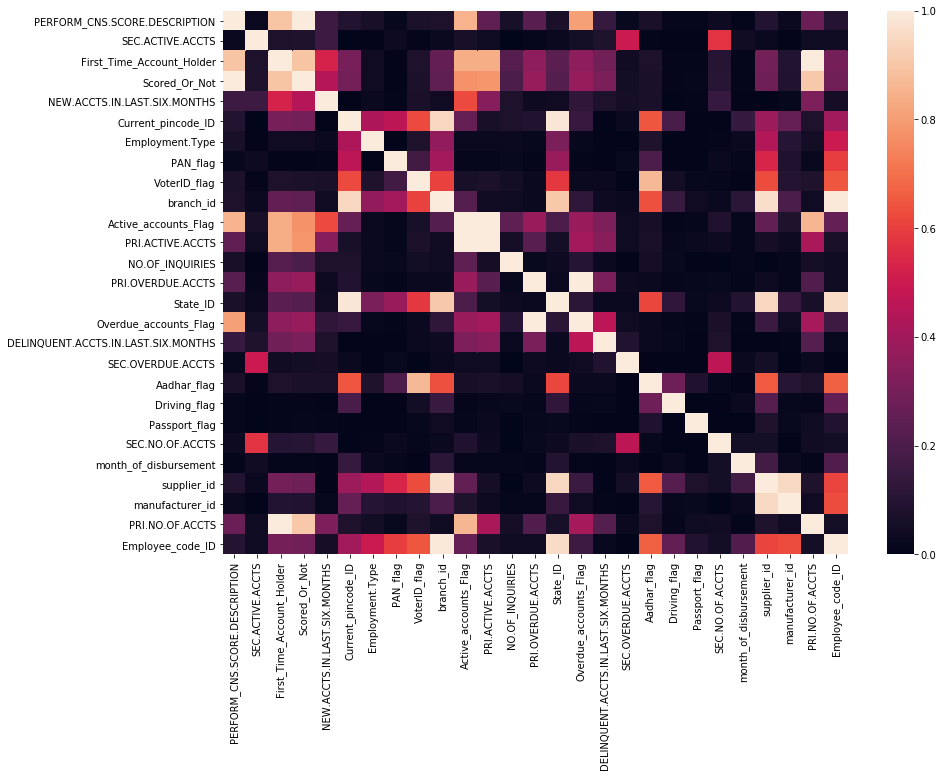 PERFORM_CNS.SCORE.DESCRIPTION
SEC.ACTIVE.ACCTS
First_Time_Account_Holder
Scored_Or_Not
NEW.ACCTS.IN.LAST.SIX.MONTHS
Current_pincode_ID
Employment.Type
PAN_flag
VoterID_flag
branch_id
Active_accounts_Flag
PRI.ACTIVE.ACCTS
NO.OF_INQUIRIES
PRI.OVERDUE.ACCTS
State_ID
Overdue_accounts_Flag
DELINQUENT.ACCTS.IN.LAST.SIX.MONTHS
SEC.OVERDUE.ACCTS
Aadhar_flag
Driving_flag
Passport_flag
SEC.NO.OF.ACCTS
month_of_disbursement
supplier_id
manufacturer_id
PRI.NO.OF.ACCTS
Employee_code_ID
PERFORM_CNS.SCORE.DESCRIPTION
SEC.ACTIVE.ACCTS
First_Time_Account_Holder
Scored_Or_Not
NEW.ACCTS.IN.LAST.SIX.MONTHS
Current_pincode_ID
Employment.Type
PAN_flag
VoterID_flag
branch_id
Active_accounts_Flag
PRI.ACTIVE.ACCTS
NO.OF_INQUIRIES
PRI.OVERDUE.ACCTS
State_ID
Overdue_accounts_Flag
DELINQUENT.ACCTS.IN.LAST.SIX.MONTHS
SEC.OVERDUE.ACCTS
Aadhar_flag
Driving_flag
Passport_flag
SEC.NO.OF.ACCTS
month_of_disbursement
supplier_id
manufacturer_id
PRI.NO.OF.ACCTS
Employee_code_ID
1.0
0.8
0.6
0.4
0.2
0.0